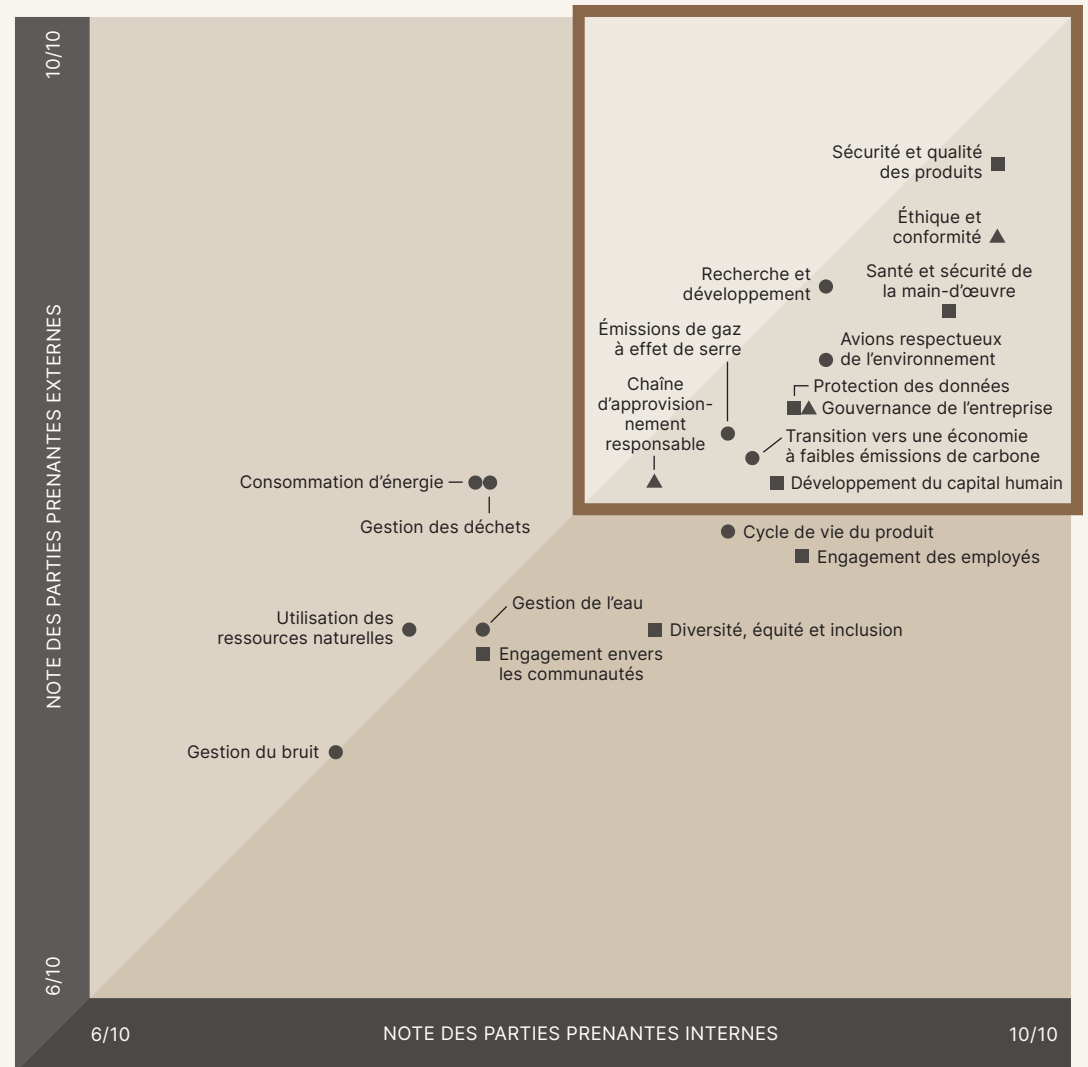 10/10
NOTE DES PARTIES PRENANTES EXTERNES
6/10
Sécurité et qualité
des produits
Éthique et
conformité
Recherche et
développement
Santé et sécurité de
la main-d’œuvre
Émissions de gaz
à effet de serre
Avions respectueux
de l’environnement
Chaîne
d’approvision-
nement
responsable
Protection des données
Gouvernance de l’entreprise
Transition vers une économie
à faibles émissions de carbone
Développement du capital humain
Consommation d’énergie
Gestion des déchets
Cycle de vie du produit
Engagement des employés
Utilisation des
ressources naturelles
Gestion de l’eau
Diversité, équité et inclusion
Engagement envers
les communautés
Gestion du bruit
6/10
NOTE DES PARTIES PRENANTES INTERNES
10/10